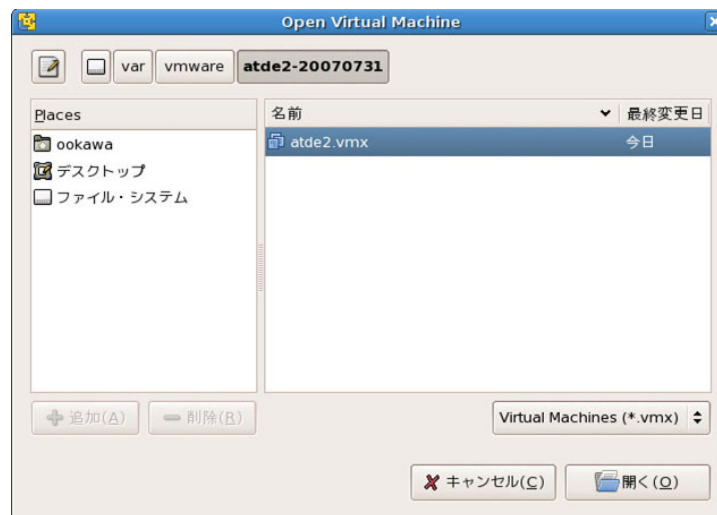 Open Virtual Machine
var vmware atde2-20070731
Places
ookawa
デスクトップ
ファイル・システム
名前 最終変更日
atde2.vmx 今日
追加(A) 削除(R)
Virtual Machines (*.vmx)
キャンセル(C) 開く(O)